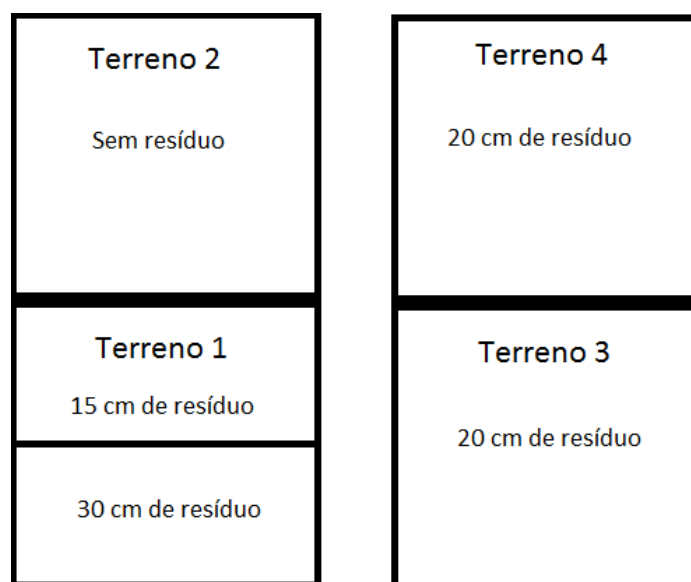 Terreno 2
Sem resíduo
Terreno 1
15 cm de resíduo
30 cm de resíduo
Terreno 4
20 cm de resíduo
Terreno 3
20 cm de resíduo